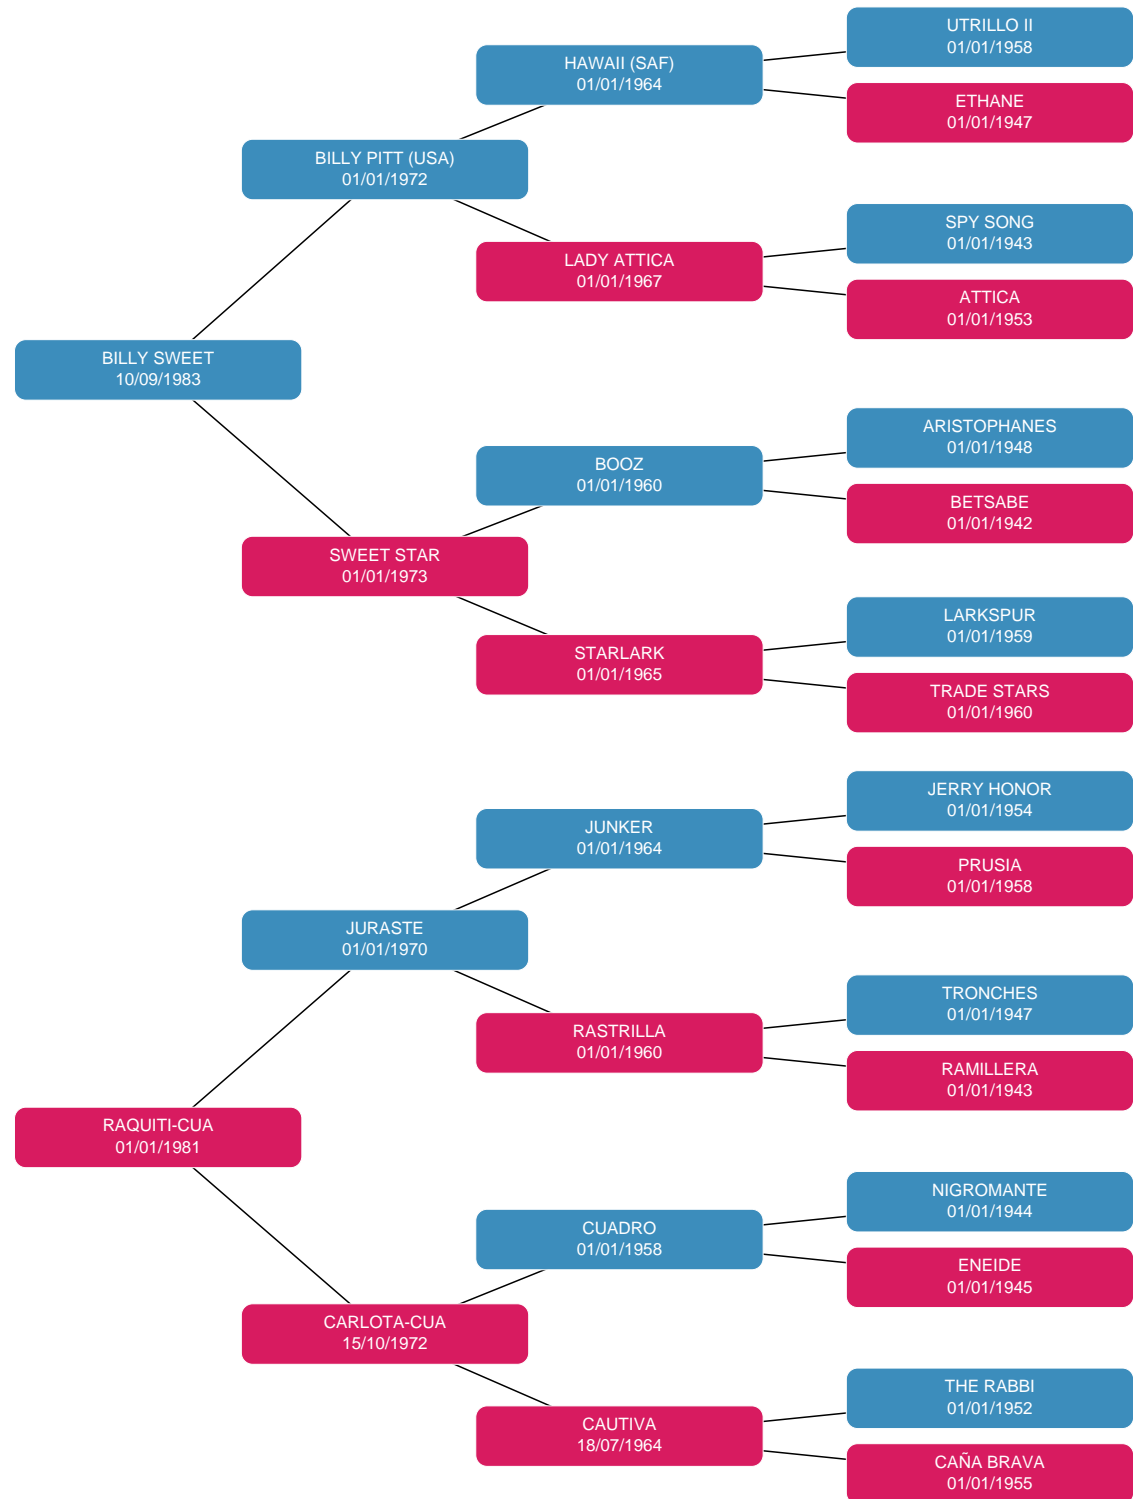 UTRILLO II
01/01/1958
HAWAII (SAF)
01/01/1964
ETHANE
01/01/1947
BILLY PITT (USA)
01/01/1972
SPY SONG
01/01/1943
LADY ATTICA
01/01/1967
ATTICA
01/01/1953
BILLY SWEET
10/09/1983
ARISTOPHANES
01/01/1948
BOOZ
01/01/1960
BETSABE
01/01/1942
SWEET STAR
01/01/1973
LARKSPUR
01/01/1959
STARLARK
01/01/1965
TRADE STARS
01/01/1960
JERRY HONOR
01/01/1954
JUNKER
01/01/1964
PRUSIA
01/01/1958
JURASTE
01/01/1970
TRONCHES
01/01/1947
RASTRILLA
01/01/1960
RAMILLERA
01/01/1943
RAQUITI-CUA
01/01/1981
NIGROMANTE
01/01/1944
CUADRO
01/01/1958
ENEIDE
01/01/1945
CARLOTA-CUA
15/10/1972
THE RABBI
01/01/1952
CAUTIVA
18/07/1964
CAÑA BRAVA
01/01/1955